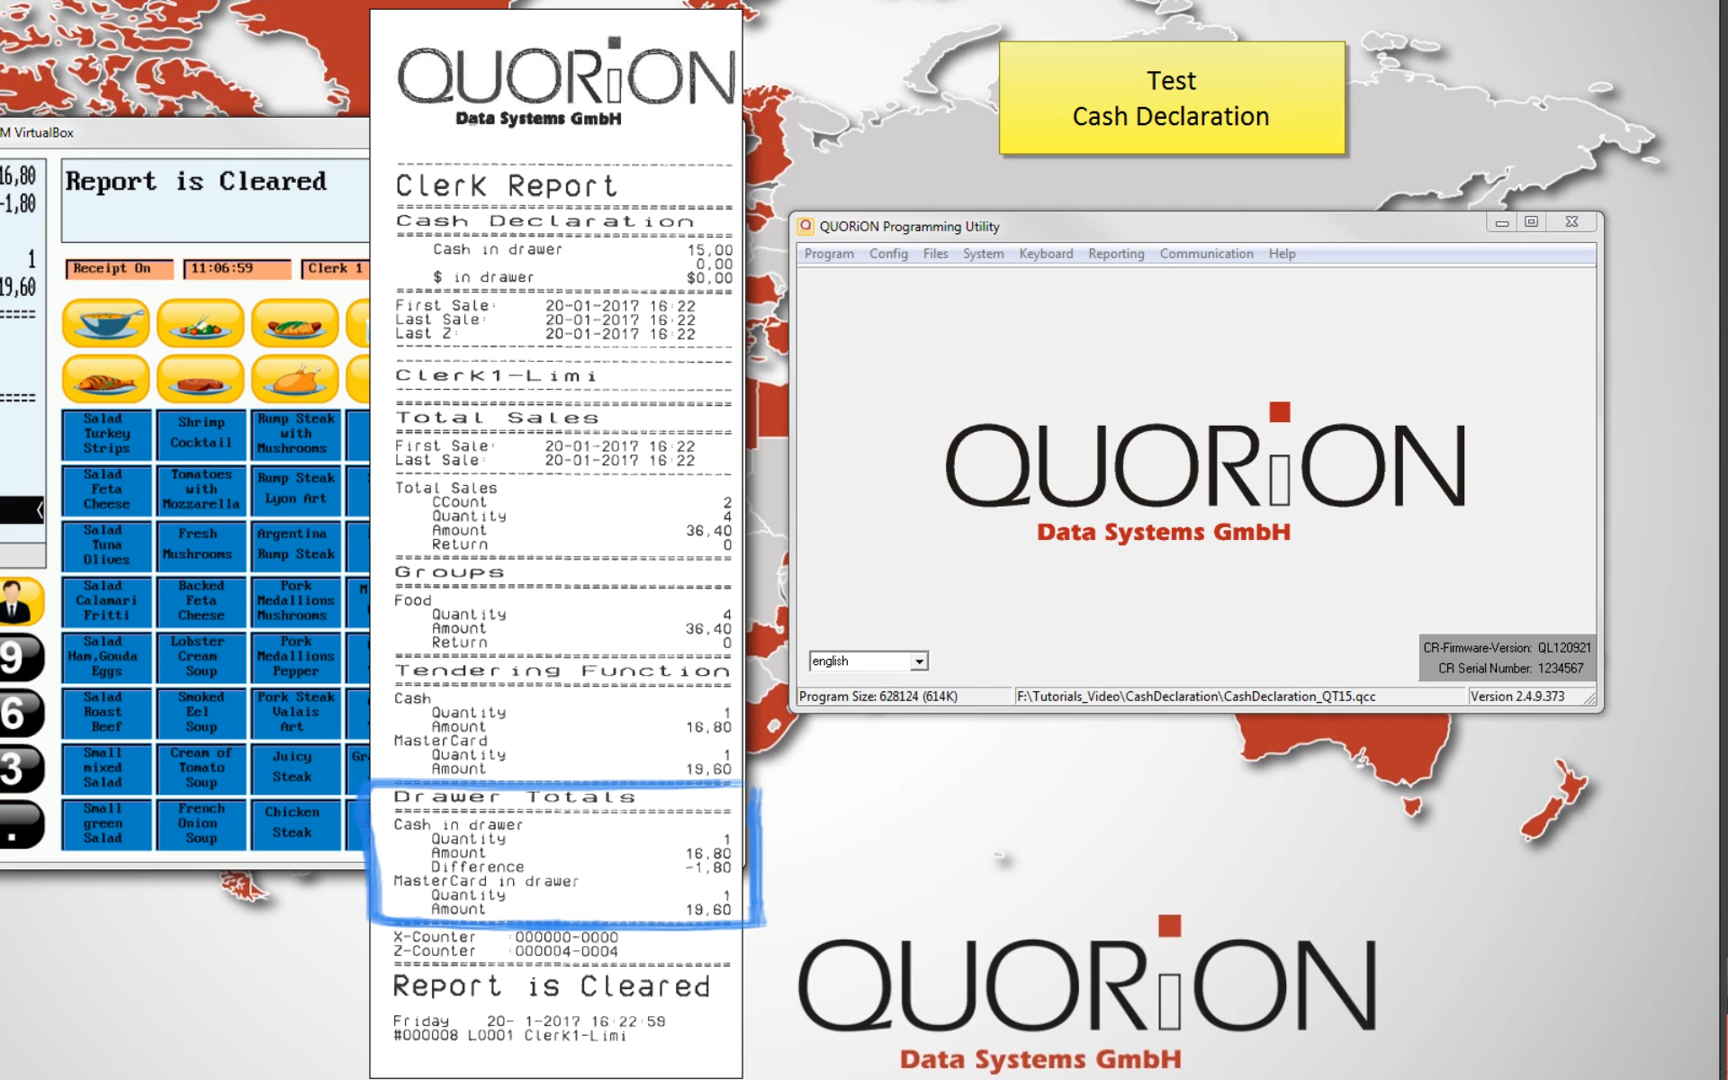 M VirtualBox
16,80
-1,80
1
19,60
=====
=====
9
6
3
.
Report is Cleared
Receipt On
11:06:59
Clerk 1
Salad Turkey Strips
Shrimp Cocktail
Rump Steak with Mushrooms
Salad Feta Cheese
Tomatoes with Mozzarella
Rump Steak Lyon Art
Salad Tuna Olives
Fresh Mushrooms
Argentina Rump Steak
Salad Calamari Fritti
Backed Feta Cheese
Pork Medallions Mushrooms
Salad Ham,Gouda Eggs
Lobster Cream Soup
Pork Medallions Pepper
Salad Roast Beef
Smoked Eel Soup
Pork Steak Valais Art
Small mixed Salad
Cream of Tomato Soup
Juicy Steak
Small green Salad
French Onion Soup
Chicken Steak
QUORiON
Data Systems GmbH
Clerk Report
Cash Declaration
Cash in drawer 15,00
0,00
$ in drawer $0,00
First Sale: 20-01-2017 16:22
Last Sale: 20-01-2017 16:22
Last Z: 20-01-2017 16:22
Clerk1-Limi
Total Sales
First Sale: 20-01-2017 16:22
Last Sale: 20-01-2017 16:22
Total Sales
CCount 2
Quantity 4
Amount 36,40
Return 0
Groups
Food
Quantity 4
Amount 36,40
Return 0
Tendering Function
Cash
Quantity 1
Amount 16,80
MasterCard
Quantity 1
Amount 19,60
Drawer Totals
Cash in drawer
Quantity 1
Amount 16,80
Difference -1,80
MasterCard in drawer
Quantity 1
Amount 19,60
X-Counter :000000-0000
Z-Counter :000004-0004
Report is Cleared
Friday 20- 1-2017 16:22:59
#000008 L0001 Clerk1-Limi
Test
Cash Declaration
QUORiON Programming Utility
Program Config Files System Keyboard Reporting Communication Help
QUORiON
Data Systems GmbH
english
CR-Firmware-Version: QL120921
CR Serial Number: 1234567
Program Size: 628124 (614K) F:\Tutorials_Video\CashDeclaration\CashDeclaration_QT15.qcc Version 2.4.9.373
QUORiON
Data Systems GmbH